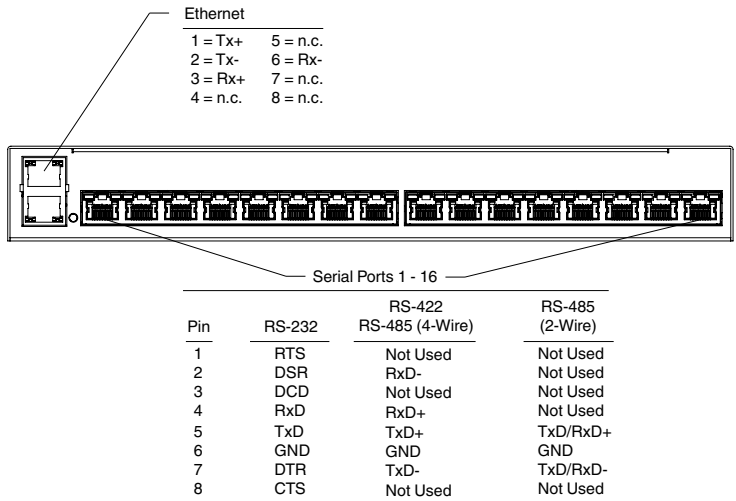 Ethernet
1 = Tx+ 5 = n.c.
2 = Tx- 6 = Rx-
3 = Rx+ 7 = n.c.
4 = n.c. 8 = n.c.
Serial Ports 1 - 16
RS-422 RS-485
Pin RS-232 RS-485 (4-Wire) (2-Wire)
1 RTS Not Used Not Used
2 DSR RxD- Not Used
3 DCD Not Used Not Used
4 RxD RxD+ Not Used
5 TxD TxD+ TxD/RxD+
6 GND GND GND
7 DTR TxD- TxD/RxD-
8 CTS Not Used Not Used